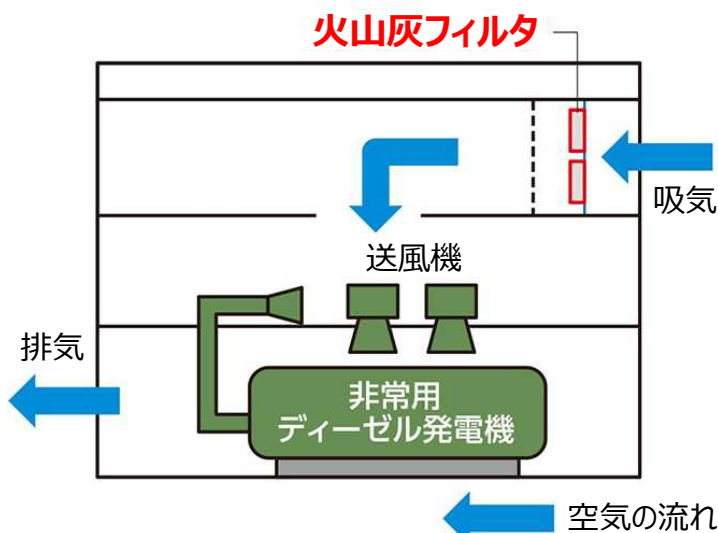 火山灰フィルタ
吸気
送風機
排気
非常用
ディーゼル発電機
空気の流れ